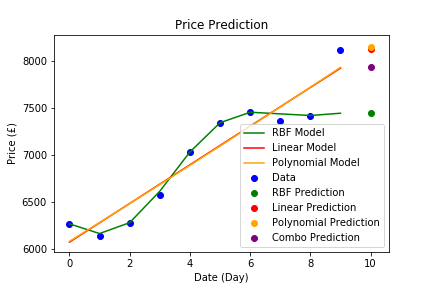 Price Prediction
8000
7500
7000
6500
6000
Price (£)
RBF Model
Linear Model
Polynomial Model
Data
RBF Prediction
Linear Prediction
Polynomial Prediction
Combo Prediction
0 2 4 6 8 10
Date (Day)